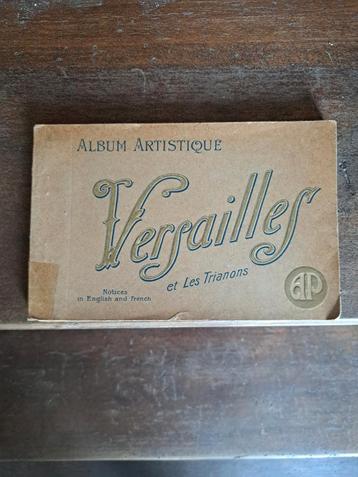 ALBUM ARTISTIQUE
Versailles
et Les Trianons
Notices
in English and French
AP